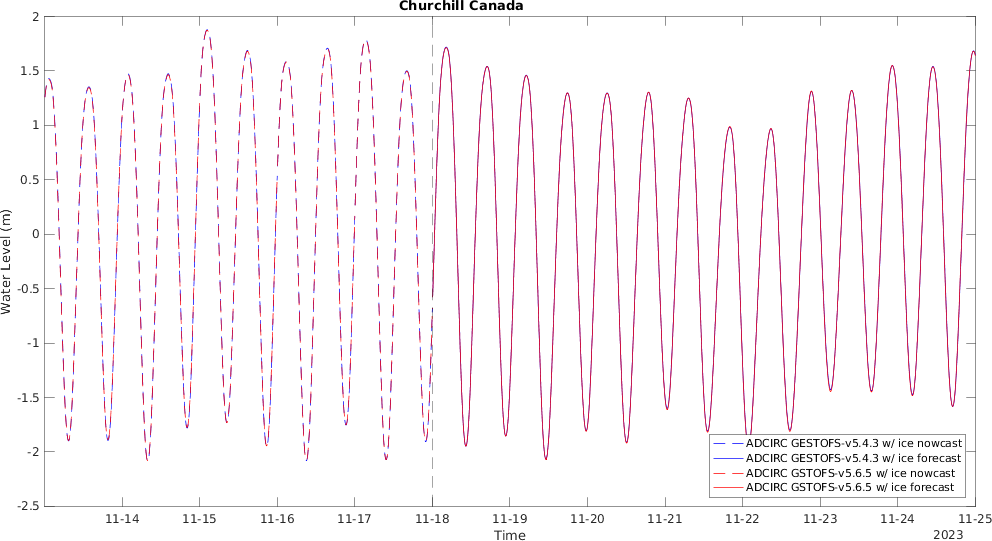 Churchill Canada
Water Level (m)
2
1.5
1
0.5
0
-0.5
-1
-1.5
-2
-2.5
ADCIRC GESTOFS-v5.4.3 w/ ice nowcast
ADCIRC GESTOFS-v5.4.3 w/ ice forecast
ADCIRC GSTOFS-v5.6.5 w/ ice nowcast
ADCIRC GSTOFS-v5.6.5 w/ ice forecast
11-14 11-15 11-16 11-17 11-18 11-19 11-20 11-21 11-22 11-23 11-24 11-25
Time
2023